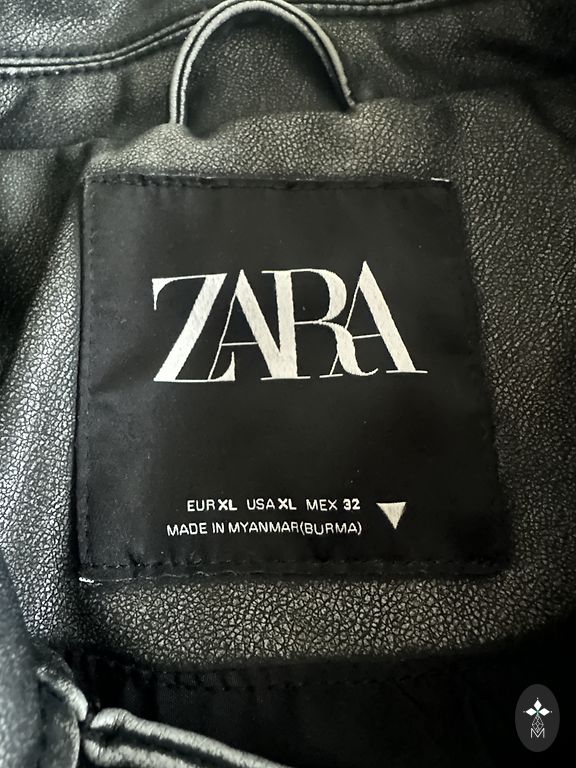 ZARA
EUR XL USA XL MEX 32
MADE IN MYANMAR(BURMA)
M